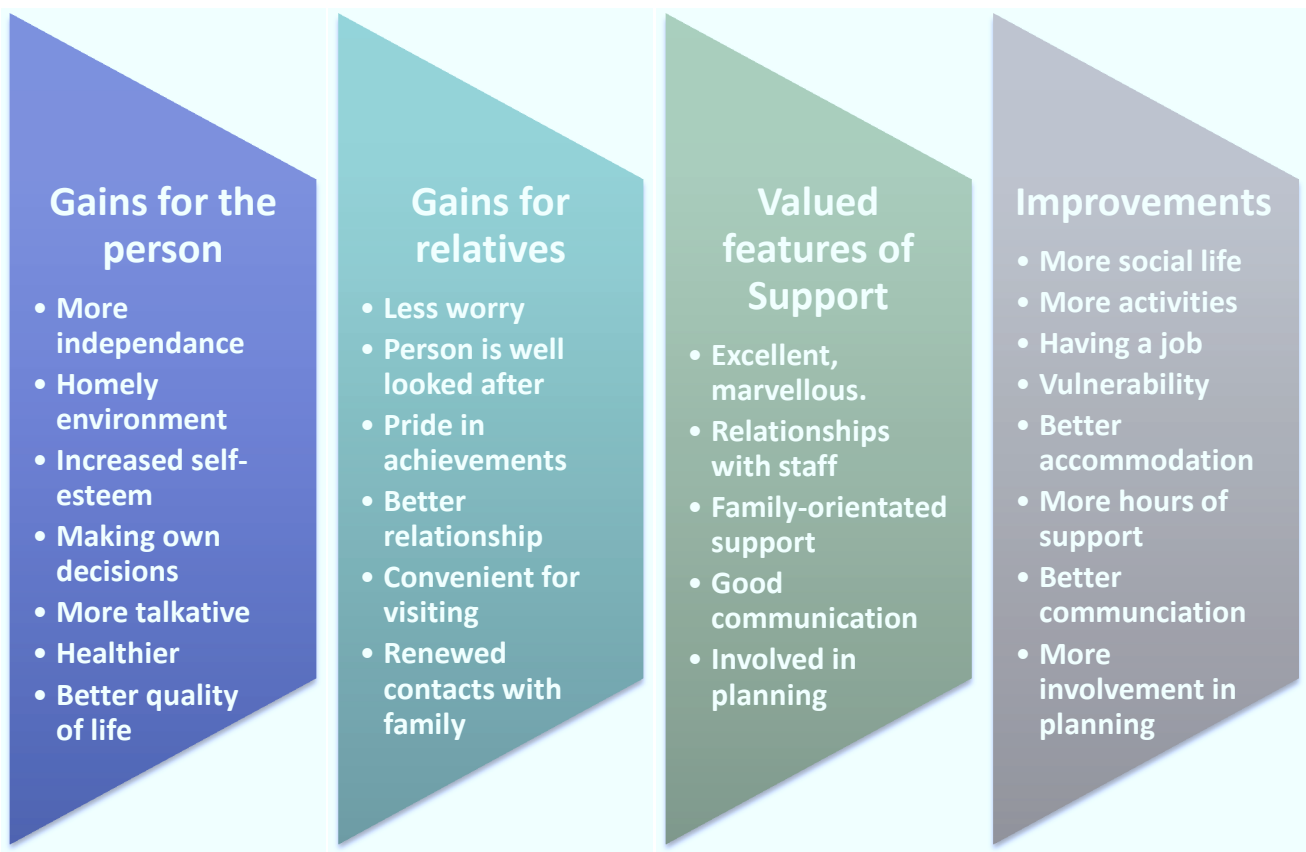 Gains for the
person
• More
independance
• Homely
environment
• Increased self-
esteem
• Making own
decisions
• More talkative
• Healthier
• Better quality
of life
Gains for
relatives
• Less worry
• Person is well
looked after
• Pride in
achievements
• Better
relationship
• Convenient for
visiting
• Renewed
contacts with
family
Valued
features of
Support
• Excellent,
marvellous.
• Relationships
with staff
• Family-orientated
support
• Good
communication
• Involved in
planning
Improvements
• More social life
• More activities
• Having a job
• Vulnerability
• Better
accommodation
• More hours of
support
• Better
communciation
• More
involvement in
planning